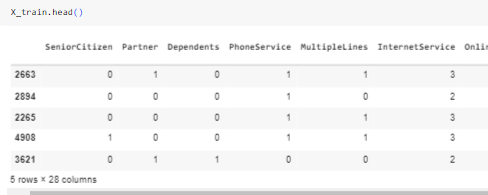 X_train.head()
SeniorCitizen Partner Dependents PhoneService MultipleLines InternetService Onlin
2663 0 1 0 1 1 3
2894 0 0 0 1 0 2
2265 0 0 0 1 1 3
4908 1 0 0 1 1 3
3621 0 1 1 0 0 2
5 rows × 28 columns